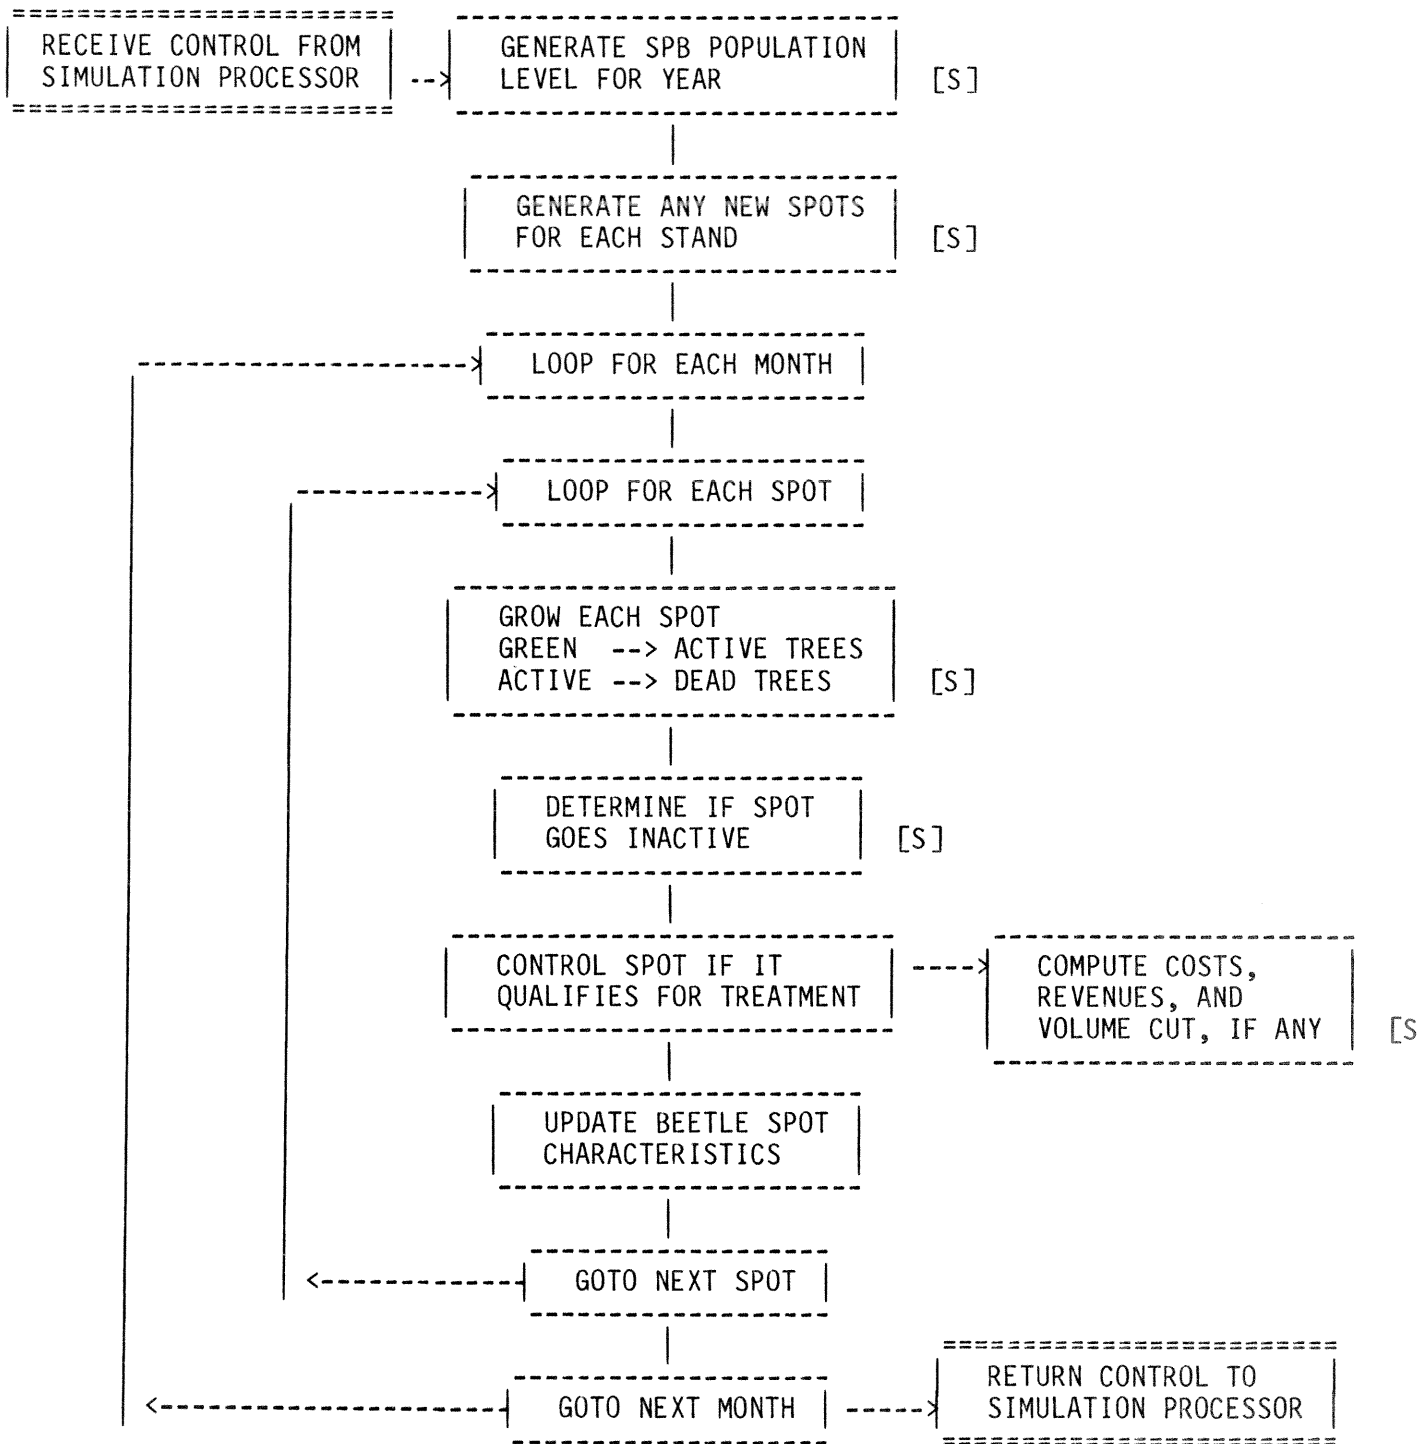 RECEIVE CONTROL FROM
SIMULATION PROCESSOR
-->
GENERATE SPB POPULATION
LEVEL FOR YEAR
[S]
GENERATE ANY NEW SPOTS
FOR EACH STAND
[S]
LOOP FOR EACH MONTH
LOOP FOR EACH SPOT
GROW EACH SPOT
GREEN --> ACTIVE TREES
ACTIVE --> DEAD TREES
[S]
DETERMINE IF SPOT
GOES INACTIVE
[S]
CONTROL SPOT IF IT
QUALIFIES FOR TREATMENT
---->
COMPUTE COSTS,
REVENUES, AND
VOLUME CUT, IF ANY
[S
UPDATE BEETLE SPOT
CHARACTERISTICS
GOTO NEXT SPOT
GOTO NEXT MONTH
----->
RETURN CONTROL TO
SIMULATION PROCESSOR